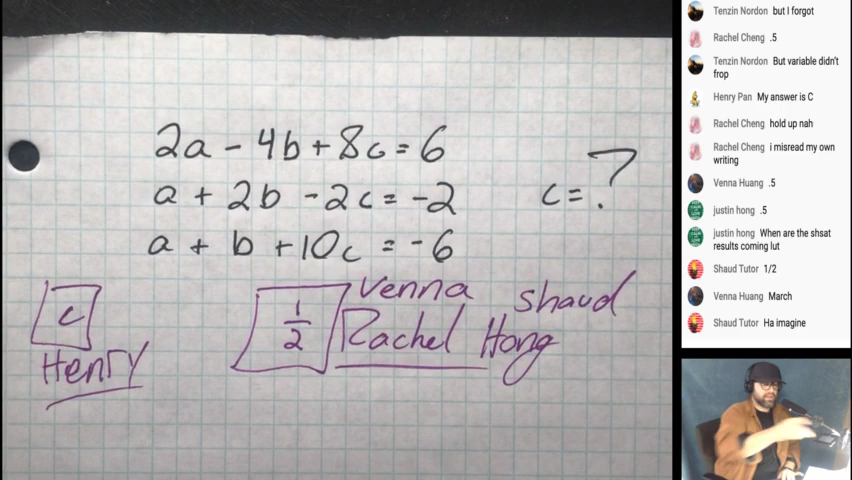 2a - 4b + 8c = 6
a + 2b - 2c = -2
a + b + 10c = -6
c = ?
c
Henry
1/2
Venna
shaud
Rachel Hong
Tenzin Nordon but I forgot
Rachel Cheng .5
Tenzin Nordon But variable didn't
frop
Henry Pan My answer is C
Rachel Cheng hold up nah
Rachel Cheng i misread my own
writing
Venna Huang .5
justin hong .5
justin hong When are the shsat
results coming lut
Shaud Tutor 1/2
Venna Huang March
Shaud Tutor Ha imagine